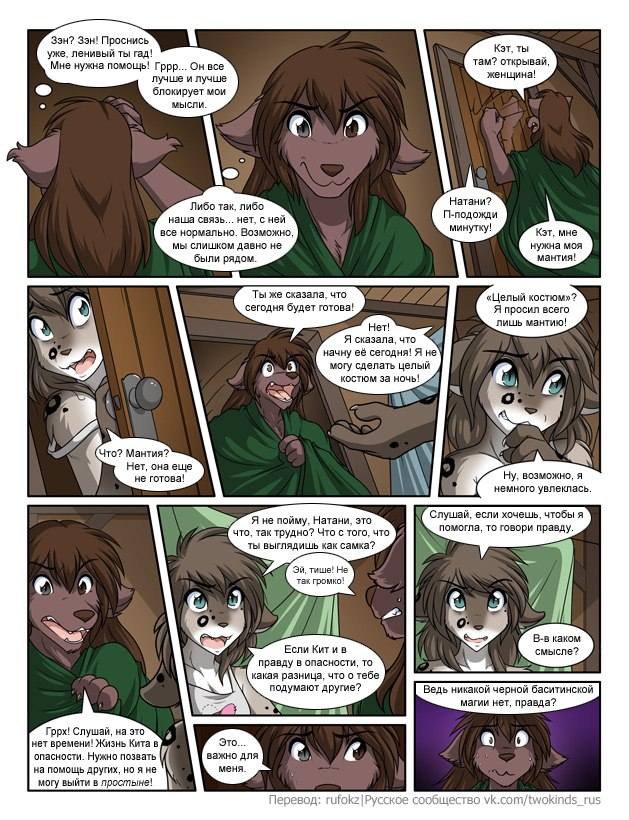 Зэн? Зэн! Проснись
уже, ленивый ты гад!
Мне нужна помощь!
Гррр... Он все
лучше и лучше
блокирует мои
мысли.
Либо так, либо
наша связь... нет, с ней
все нормально. Возможно,
мы слишком давно не
были рядом.
Кэт, ты
там? открывай,
женщина!
Натани?
П-подожди
минутку!
Кэт, мне
нужна моя
мантия!
Что? Мантия?
Нет, она еще
не готова!
Ты же сказала, что
сегодня будет готова!
Нет!
Я сказала, что
начну её сегодня! Я не
могу сделать целый
костюм за ночь!
«Целый костюм»?
Я просил всего
лишь мантию!
Ну, возможно, я
немного увлеклась.
Гррх! Слушай, на это
нет времени! Жизнь Кита в
опасности. Нужно позвать
на помощь других, но я не
могу выйти в простыне!
Я не пойму, Натани, это
что, так трудно? Что с того, что
ты выглядишь как самка?
Эй, тише! Не
так громко!
Если Кит и в
правду в опасности, то
какая разница, что о тебе
подумают другие?
Это...
важно для
меня.
Слушай, если хочешь, чтобы я
помогла, то говори правду.
В-в каком
смысле?
Ведь никакой черной баситинской
магии нет, правда?
Перевод: rufokz|Русское сообщество vk.com/twokinds_rus